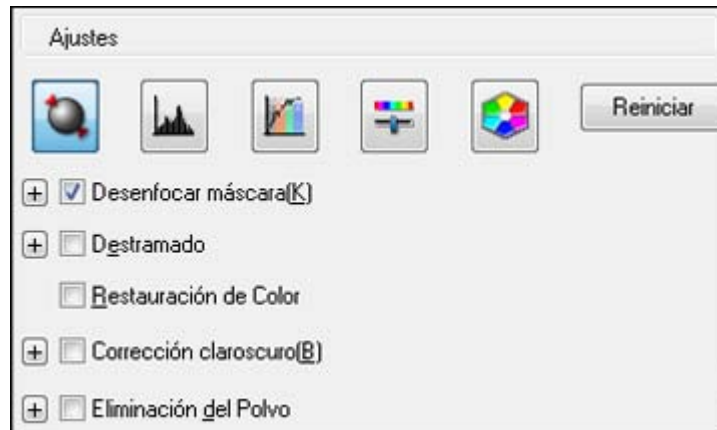 Ajustes
Reiniciar
Desenfocar máscara(K)
Destramado
Restauración de Color
Corrección claroscuro(B)
Eliminación del Polvo